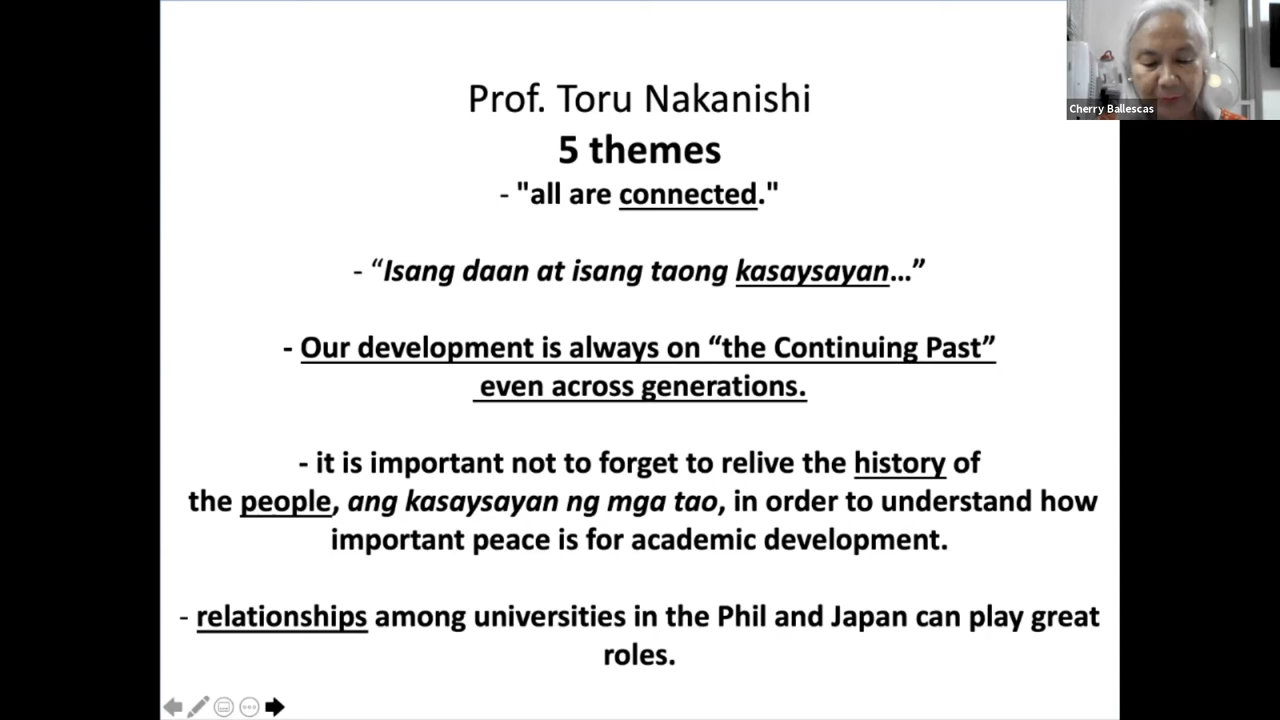 Prof. Toru Nakanishi
5 themes
- "all are connected."
- “Isang daan at isang taong kasaysayan…”
- Our development is always on “the Continuing Past”
even across generations.
- it is important not to forget to relive the history of
the people, ang kasaysayan ng mga tao, in order to understand how
important peace is for academic development.
- relationships among universities in the Phil and Japan can play great
roles.
Cherry Ballescas